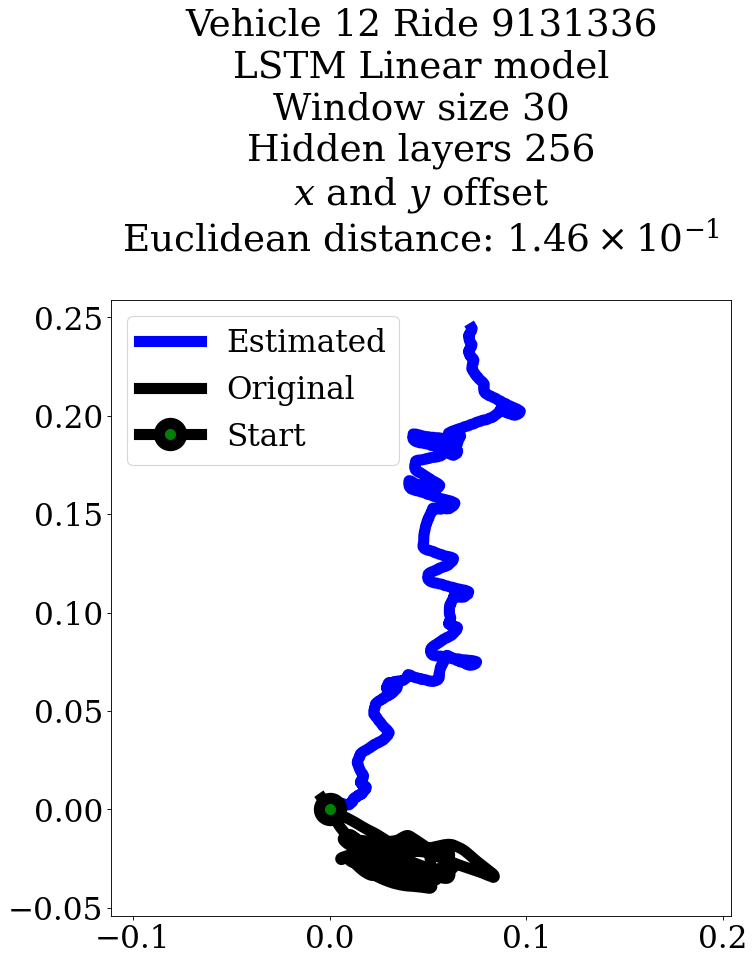 Vehicle 12 Ride 9131336
LSTM Linear model
Window size 30
Hidden layers 256
x and y offset
Euclidean distance: 1.46 × 10⁻¹
0.25
0.20
0.15
0.10
0.05
0.00
−0.05
Estimated
Original
Start
−0.1
0.0
0.1
0.2